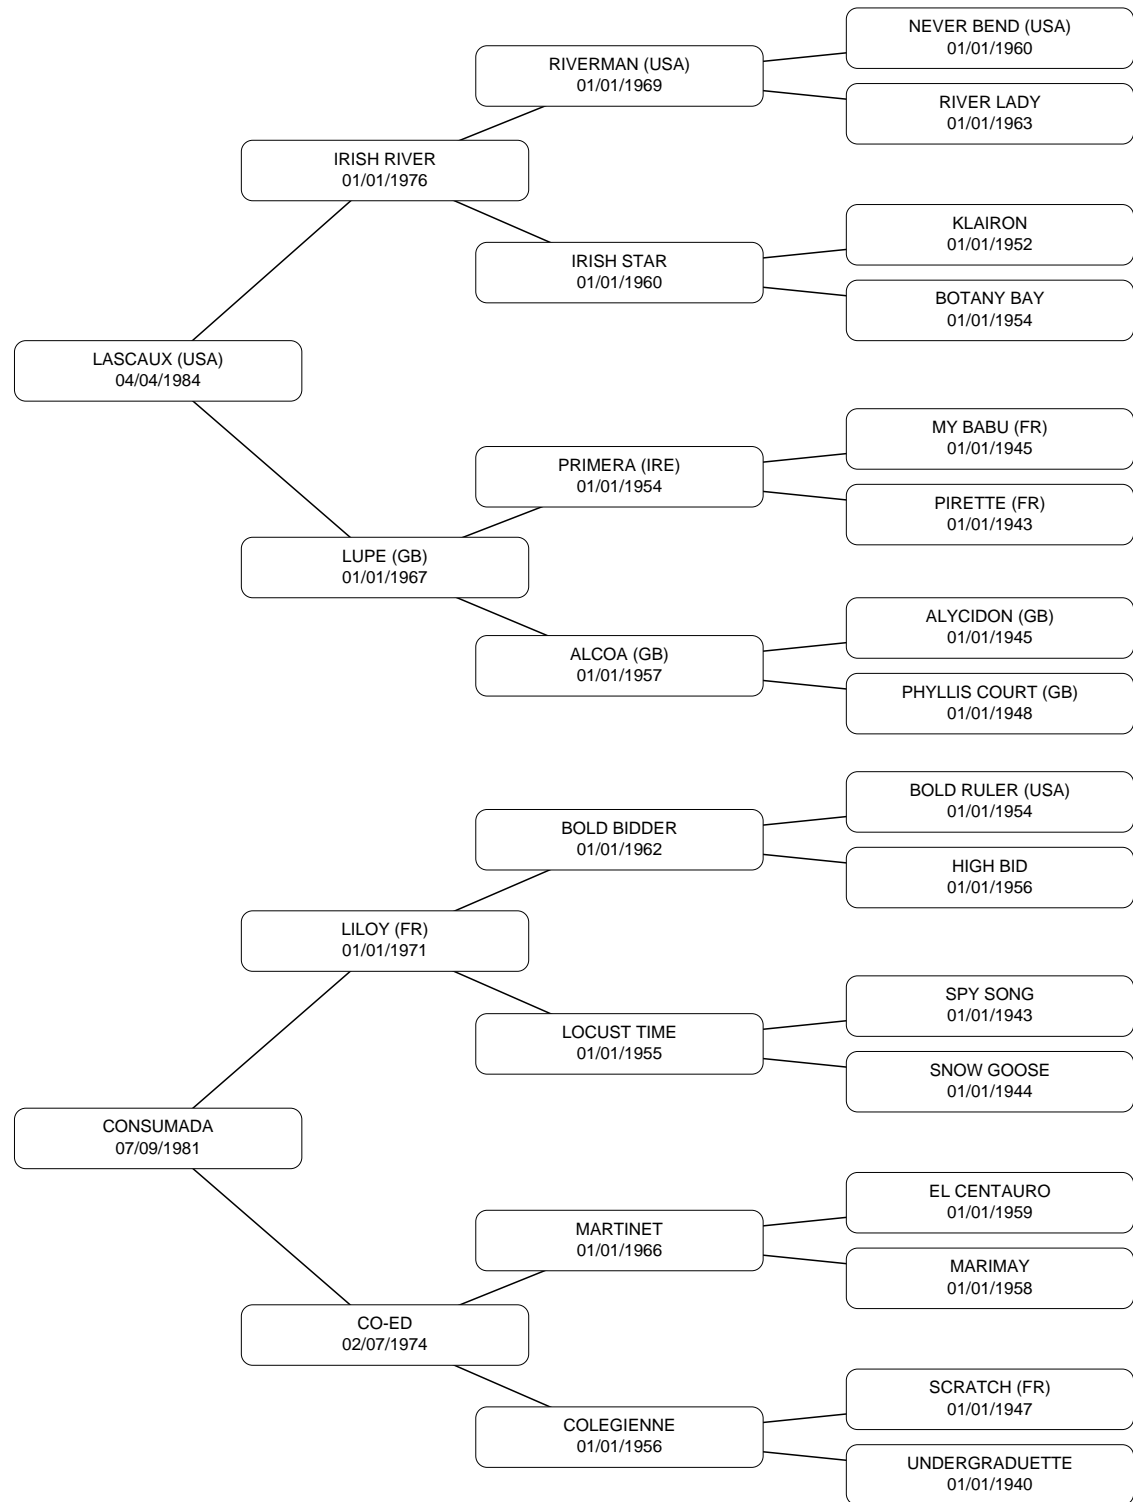 NEVER BEND (USA)
01/01/1960
RIVERMAN (USA)
01/01/1969
RIVER LADY
01/01/1963
IRISH RIVER
01/01/1976
KLAIRON
01/01/1952
IRISH STAR
01/01/1960
BOTANY BAY
01/01/1954
LASCAUX (USA)
04/04/1984
MY BABU (FR)
01/01/1945
PRIMERA (IRE)
01/01/1954
PIRETTE (FR)
01/01/1943
LUPE (GB)
01/01/1967
ALYCIDON (GB)
01/01/1945
ALCOA (GB)
01/01/1957
PHYLLIS COURT (GB)
01/01/1948
BOLD RULER (USA)
01/01/1954
BOLD BIDDER
01/01/1962
HIGH BID
01/01/1956
LILOY (FR)
01/01/1971
SPY SONG
01/01/1943
LOCUST TIME
01/01/1955
SNOW GOOSE
01/01/1944
CONSUMADA
07/09/1981
EL CENTAURO
01/01/1959
MARTINET
01/01/1966
MARIMAY
01/01/1958
CO-ED
02/07/1974
SCRATCH (FR)
01/01/1947
COLEGIENNE
01/01/1956
UNDERGRADUETTE
01/01/1940